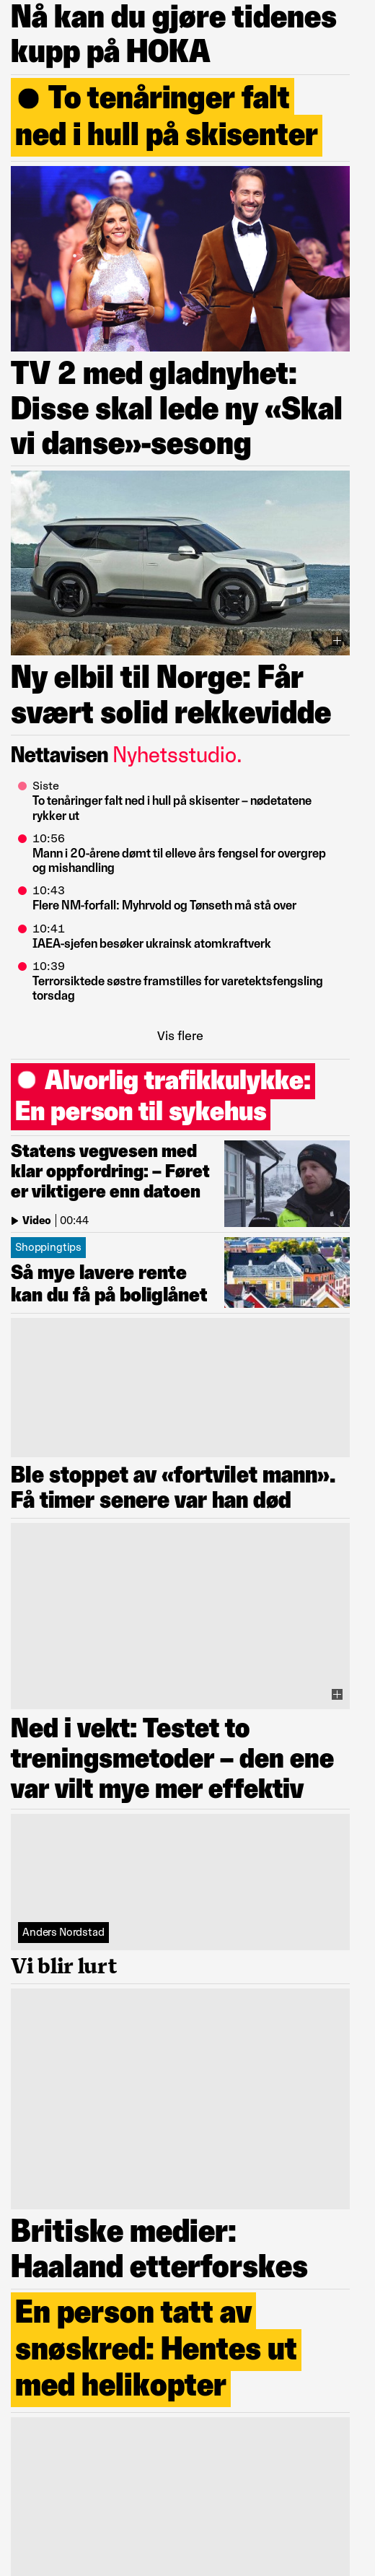 Nå kan du gjøre tidenes
kupp på HOKA
To tenåringer falt
ned i hull på skisenter
TV 2 med gladnyhet:
Disse skal lede ny «Skal
vi danse»-sesong
Ny elbil til Norge: Får
svært solid rekkevidde
Nettavisen Nyhetsstudio.
Siste
To tenåringer falt ned i hull på skisenter – nødetatene
rykker ut
10:56
Mann i 20-årene dømt til elleve års fengsel for overgrep
og mishandling
10:43
Flere NM-forfall: Myhrvold og Tønseth må stå over
10:41
IAEA-sjefen besøker ukrainsk atomkraftverk
10:39
Terrorsiktede søstre framstilles for varetektsfengsling
torsdag
Vis flere
Alvorlig trafikkulykke:
En person til sykehus
Statens vegvesen med
klar oppfordring: – Føret
er viktigere enn datoen
Video | 00:44
Shoppingtips
Så mye lavere rente
kan du få på boliglånet
Ble stoppet av «fortvilet mann».
Få timer senere var han død
Ned i vekt: Testet to
treningsmetoder – den ene
var vilt mye mer effektiv
Anders Nordstad
Vi blir lurt
Britiske medier:
Haaland etterforskes
En person tatt av
snøskred: Hentes ut
med helikopter